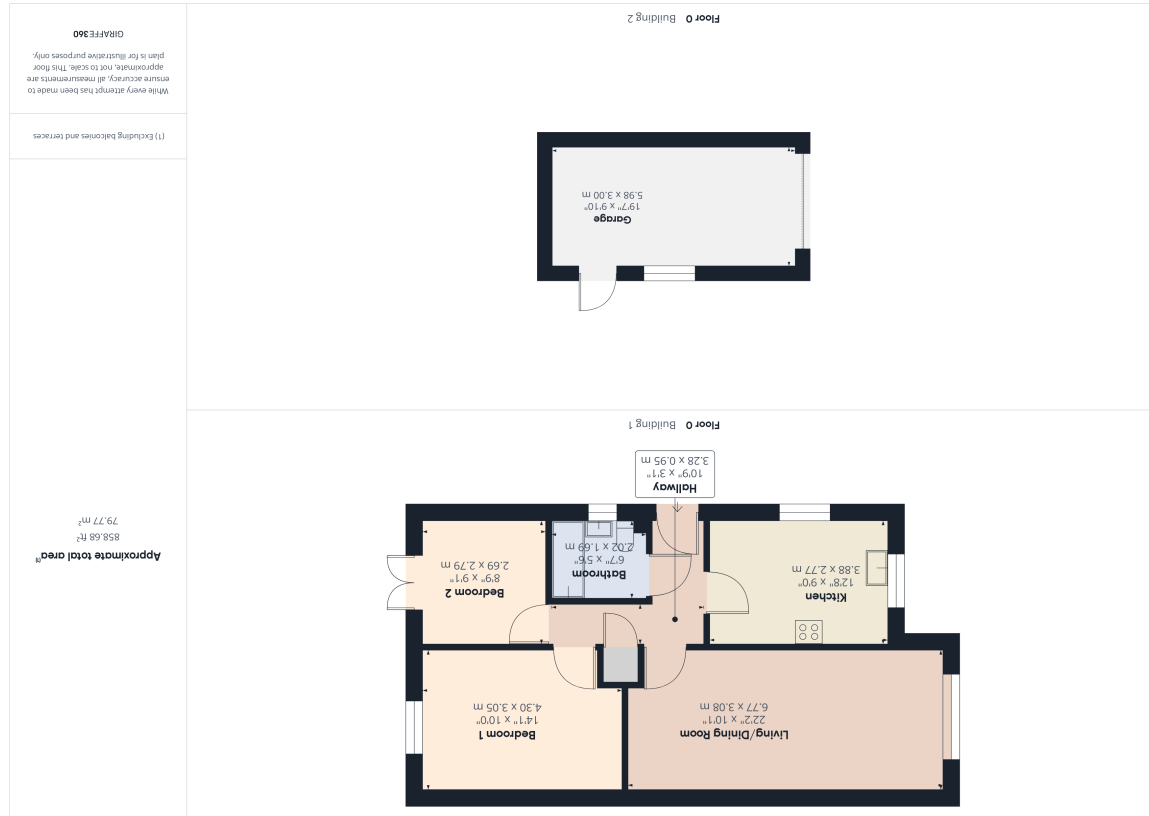 Living/Dining Room
22'2" x 10'1"
6.77 x 3.08 m
Bedroom 1
14'1" x 10'0"
4.30 x 3.05 m
Kitchen
12'8" x 9'0"
3.88 x 2.77 m
Bathroom
6'7" x 5'6"
2.02 x 1.69 m
Bedroom 2
8'9" x 9'1"
2.69 x 2.79 m
Hallway
10'9" x 3'1"
3.28 x 0.95 m
Floor 0 Building 1
Garage
19'7" x 9'10"
5.98 x 3.00 m
Floor 0 Building 2
Approximate total area(1)
858.68 ft²
79.77 m²
(1) Excluding balconies and terraces
While every attempt has been made to
ensure accuracy, all measurements are
approximate, not to scale. This floor
plan is for illustrative purposes only.
GIRAFFE360